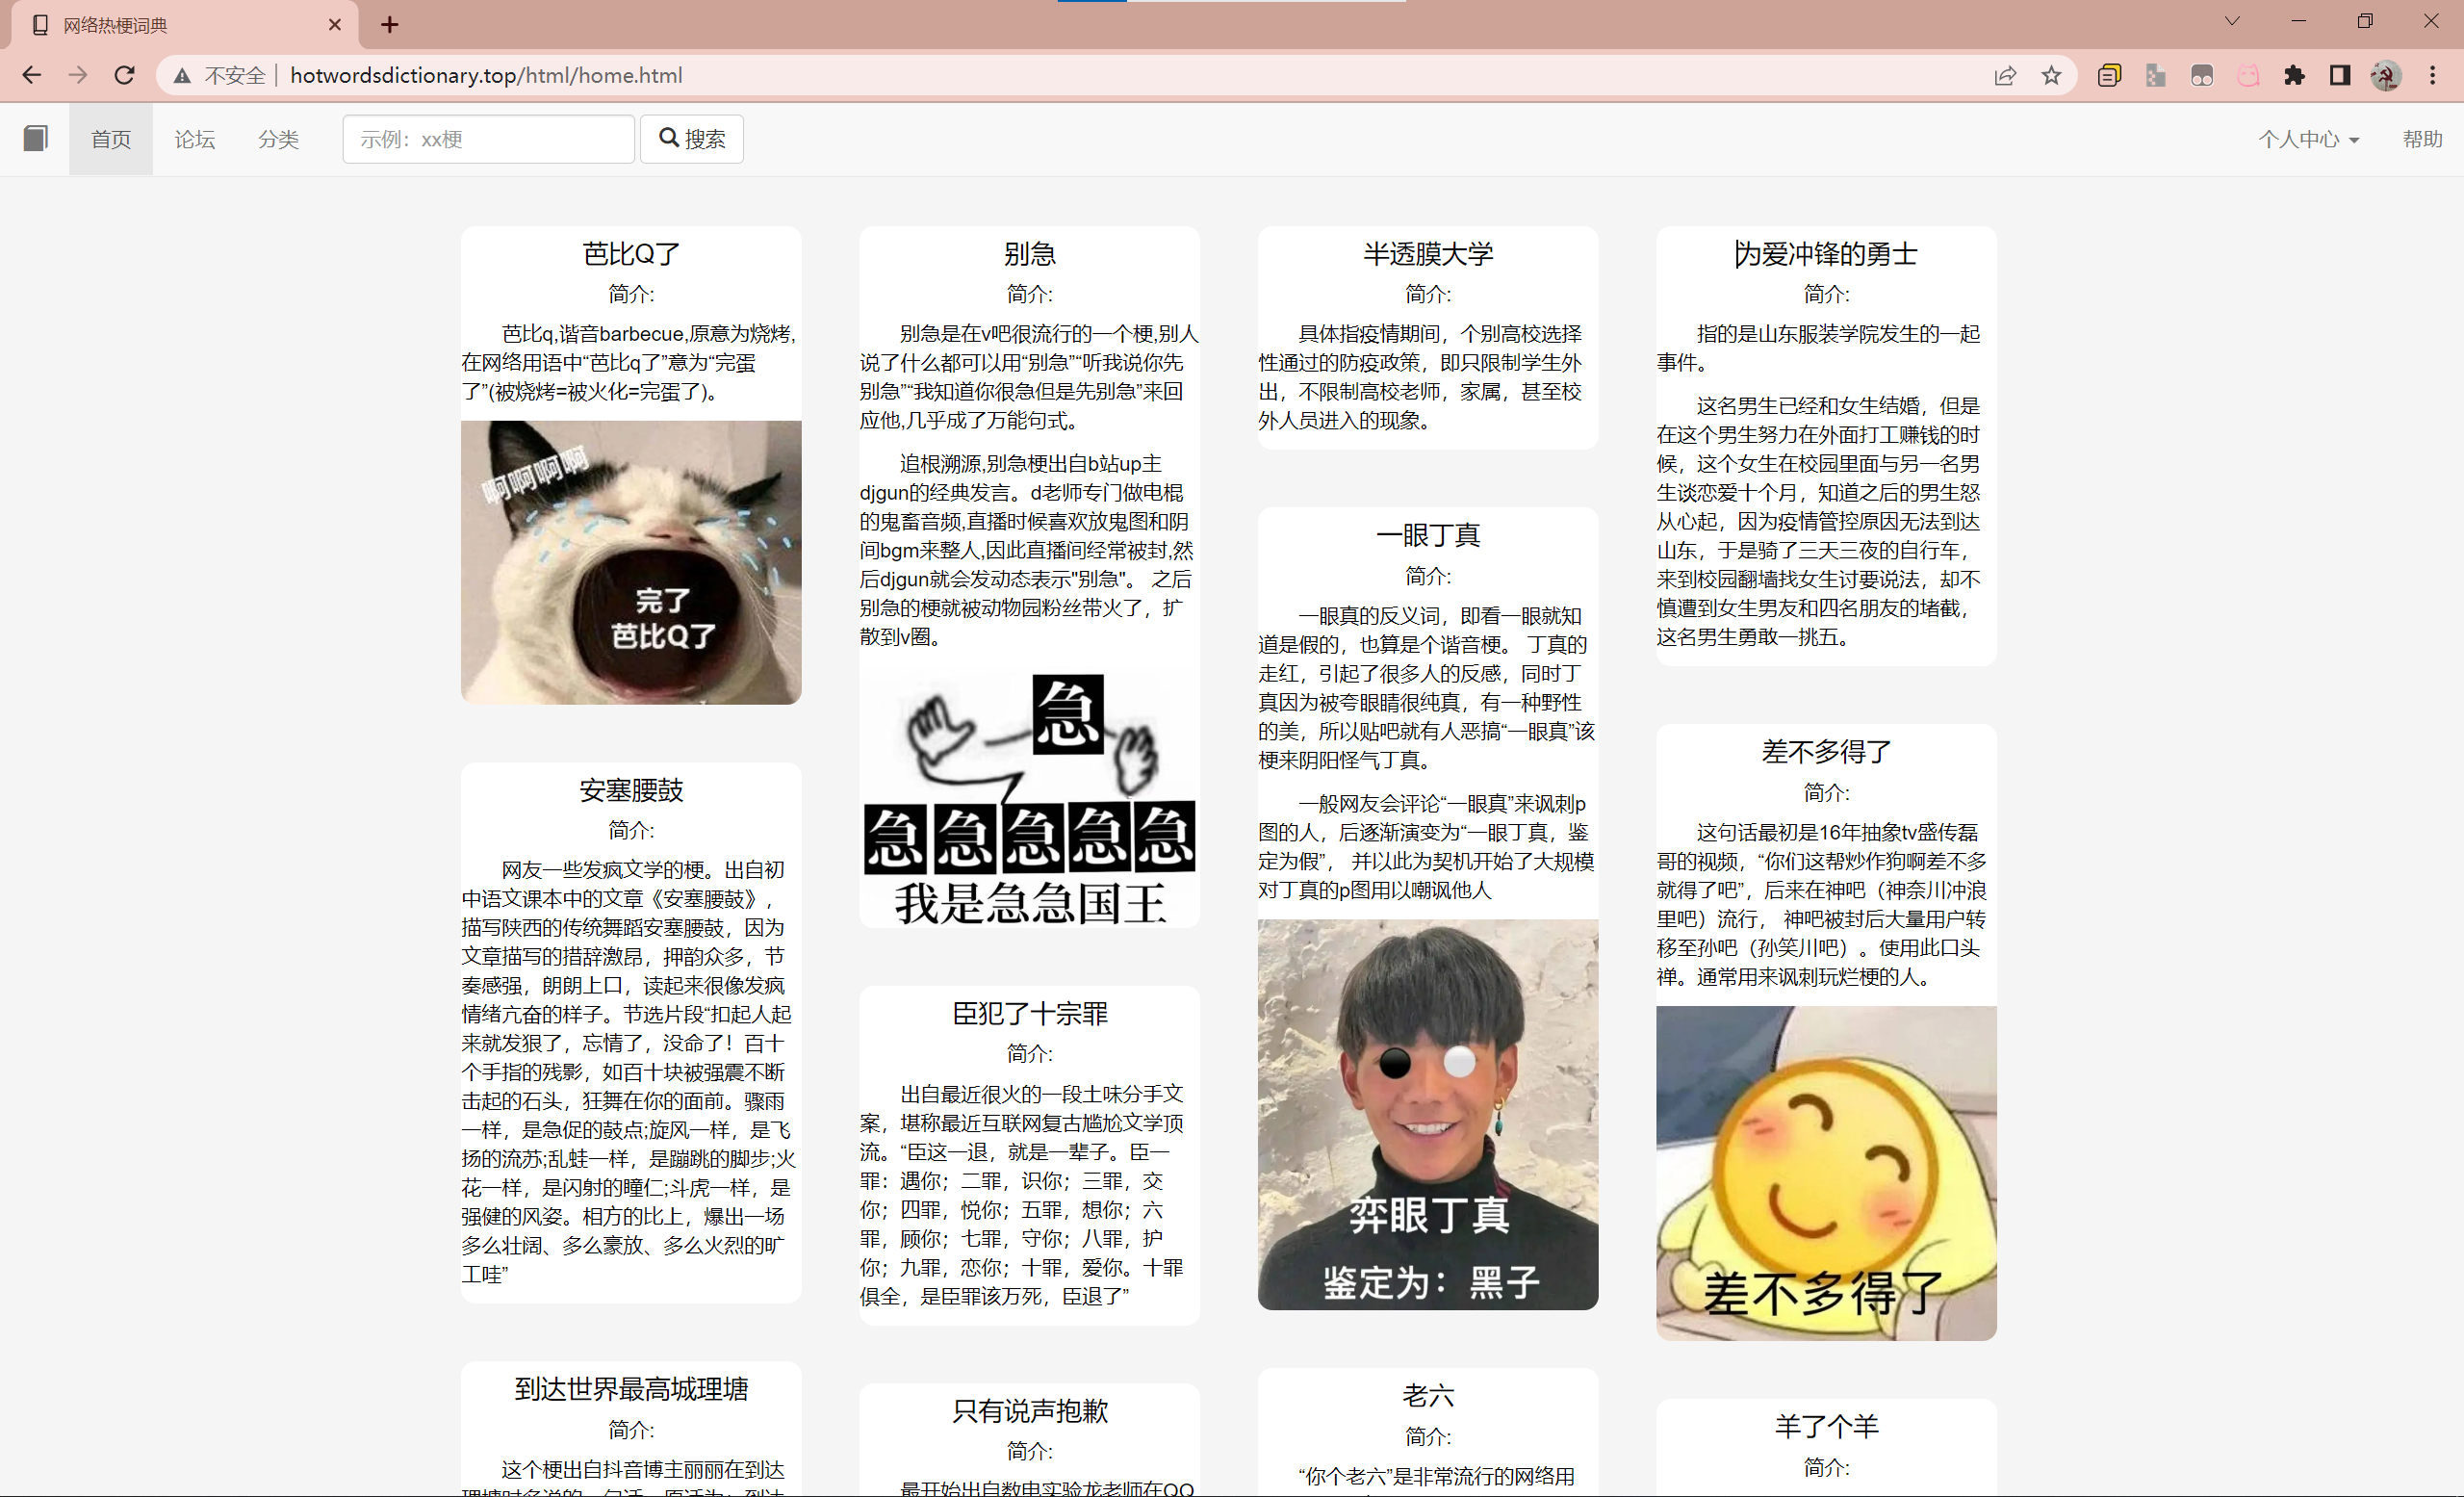 网络热梗词典
不安全
hotwordsdictionary.top/html/home.html
首页
论坛
分类
示例：xx梗
搜索
个人中心
帮助
芭比Q了
简介:
芭比q,谐音barbecue,原意为烧烤,
在网络用语中“芭比q了”意为“完蛋
了”(被烧烤=被火化=完蛋了)。
啊啊啊啊
完了
芭比Q了
安塞腰鼓
简介:
网友一些发疯文学的梗。出自初
中语文课本中的文章《安塞腰鼓》，
描写陕西的传统舞蹈安塞腰鼓，因为
文章描写的措辞激昂，押韵众多，节
奏感强，朗朗上口，读起来很像发疯
情绪亢奋的样子。节选片段“扣起人起
来就发狠了，忘情了，没命了！百十
个手指的残影，如百十块被强震不断
击起的石头，狂舞在你的面前。骤雨
一样，是急促的鼓点;旋风一样，是飞
扬的流苏;乱蛙一样，是蹦跳的脚步;火
花一样，是闪射的瞳仁;斗虎一样，是
强健的风姿。相方的比上，爆出一场
多么壮阔、多么豪放、多么火烈的旷
工哇”
到达世界最高城理塘
简介:
这个梗出自抖音博主丽丽在到达
理塘时多说的一句话，原话为：到达
别急
简介:
别急是在v吧很流行的一个梗,别人
说了什么都可以用“别急”“听我说你先
别急”“我知道你很急但是先别急”来回
应他,几乎成了万能句式。
追根溯源,别急梗出自b站up主
djgun的经典发言。d老师专门做电棍
的鬼畜音频,直播时候喜欢放鬼图和阴
间bgm来整人,因此直播间经常被封,然
后djgun就会发动态表示"别急"。 之后
别急的梗就被动物园粉丝带火了，扩
散到v圈。
急
急急急急急
我是急急国王
臣犯了十宗罪
简介:
出自最近很火的一段土味分手文
案，堪称最近互联网复古尴尬文学顶
流。“臣这一退，就是一辈子。臣一
罪：遇你；二罪，识你；三罪，交
你；四罪，悦你；五罪，想你；六
罪，顾你；七罪，守你；八罪，护
你；九罪，恋你；十罪，爱你。十罪
俱全，是臣罪该万死，臣退了”
只有说声抱歉
简介:
最开始出自数电实验龙老师在QQ
半透膜大学
简介:
具体指疫情期间，个别高校选择
性通过的防疫政策，即只限制学生外
出，不限制高校老师，家属，甚至校
外人员进入的现象。
一眼丁真
简介:
一眼真的反义词，即看一眼就知
道是假的，也算是个谐音梗。 丁真的
走红，引起了很多人的反感，同时丁
真因为被夸眼睛很纯真，有一种野性
的美，所以贴吧就有人恶搞“一眼真”该
梗来阴阳怪气丁真。
一般网友会评论“一眼真”来讽刺p
图的人，后逐渐演变为“一眼丁真，鉴
定为假”， 并以此为契机开始了大规模
对丁真的p图用以嘲讽他人
弈眼丁真
鉴定为：黑子
老六
简介:
“你个老六”是非常流行的网络用
为爱冲锋的勇士
简介:
指的是山东服装学院发生的一起
事件。
这名男生已经和女生结婚，但是
在这个男生努力在外面打工赚钱的时
候，这个女生在校园里面与另一名男
生谈恋爱十个月，知道之后的男生怒
从心起，因为疫情管控原因无法到达
山东，于是骑了三天三夜的自行车，
来到校园翻墙找女生讨要说法，却不
慎遭到女生男友和四名朋友的堵截，
这名男生勇敢一挑五。
差不多得了
简介:
这句话最初是16年抽象tv盛传磊
哥的视频，“你们这帮炒作狗啊差不多
就得了吧”，后来在神吧（神奈川冲浪
里吧）流行， 神吧被封后大量用户转
移至孙吧（孙笑川吧）。使用此口头
禅。通常用来讽刺玩烂梗的人。
差不多得了
羊了个羊
简介: